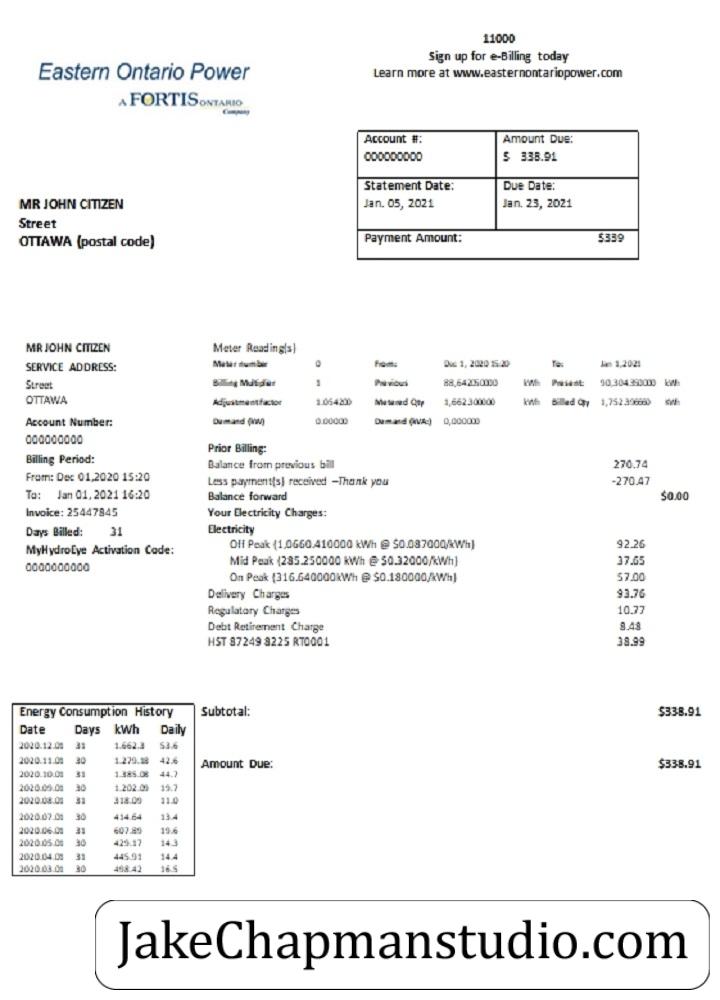 11000
Sign up for e-Billing today
Learn more at www.easternontariopower.com
Eastern Ontario Power
A FORTIS ONTARIO
Company
Account #:
000000000
Amount Due:
$ 338.91
Statement Date:
Jan. 05, 2021
Due Date:
Jan. 23, 2021
Payment Amount: $339
MR JOHN CITIZEN
Street
OTTAWA (postal code)
MR JOHN CITIZEN
SERVICE ADDRESS:
Street
OTTAWA
Account Number:
000000000
Billing Period:
From: Dec 01,2020 15:20
To: Jan 01, 2021 16:20
Invoice: 25447845
Days Billed: 31
MyHydroEye Activation Code:
0000000000
Meter Reading(s)
Meter number 0 From: Dec 1, 2020 15:20 To: Jan 1,2021
Billing Multiplier 1 Previous 88,642050000 kWh Present: 90,304.350000 kWh
Adjustment factor 1.054200 Metered Qty 1,662.300000 kWh Billed Qty 1,752.396660 kWh
Demand (kW) 0.00000 Demand (kVA:) 0,000000
Prior Billing:
Balance from previous bill 270.74
Less payment(s) received –Thank you -270.47
Balance forward $0.00
Your Electricity Charges:
Electricity
Off Peak (1,0660.410000 kWh @ $0.087000/kWh) 92.26
Mid Peak (285.250000 kWh @ $0.32000/kWh) 37.65
On Peak (316.640000kWh @ $0.180000/kWh) 57.00
Delivery Charges 93.76
Regulatory Charges 10.77
Debt Retirement Charge 8.48
HST 87249 8225 RT0001 38.99
Energy Consumption History
Date Days kWh Daily
2020.12.01 31 1.662.3 53.6
2020.11.01 30 1.279.18 42.6
2020.10.01 31 1.385.08 44.7
2020.09.01 30 1.202.09 19.7
2020.08.01 31 318.09 11.0
2020.07.01 30 414.64 13.4
2020.06.01 31 607.89 19.6
2020.05.01 30 429.17 14.3
2020.04.01 31 445.91 14.4
2020.03.01 30 498.42 16.5
Subtotal: $338.91
Amount Due: $338.91
JakeChapmanstudio.com